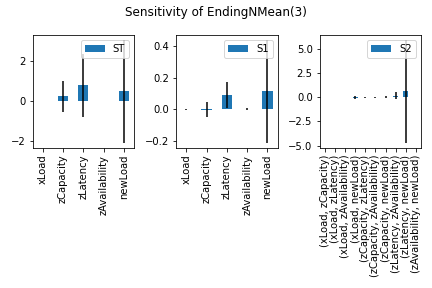 Sensitivity of EndingNMean(3)
ST
2
0
−2
xLoad
zCapacity
zLatency
zAvailability
newLoad
S1
0.4
0.2
0.0
−0.2
xLoad
zCapacity
zLatency
zAvailability
newLoad
S2
5.0
2.5
0.0
−2.5
−5.0
(xLoad, zCapacity)
(xLoad, zLatency)
(xLoad, zAvailability)
(xLoad, newLoad)
(zCapacity, zLatency)
(zCapacity, zAvailability)
(zCapacity, newLoad)
(zLatency, zAvailability)
(zLatency, newLoad)
(zAvailability, newLoad)